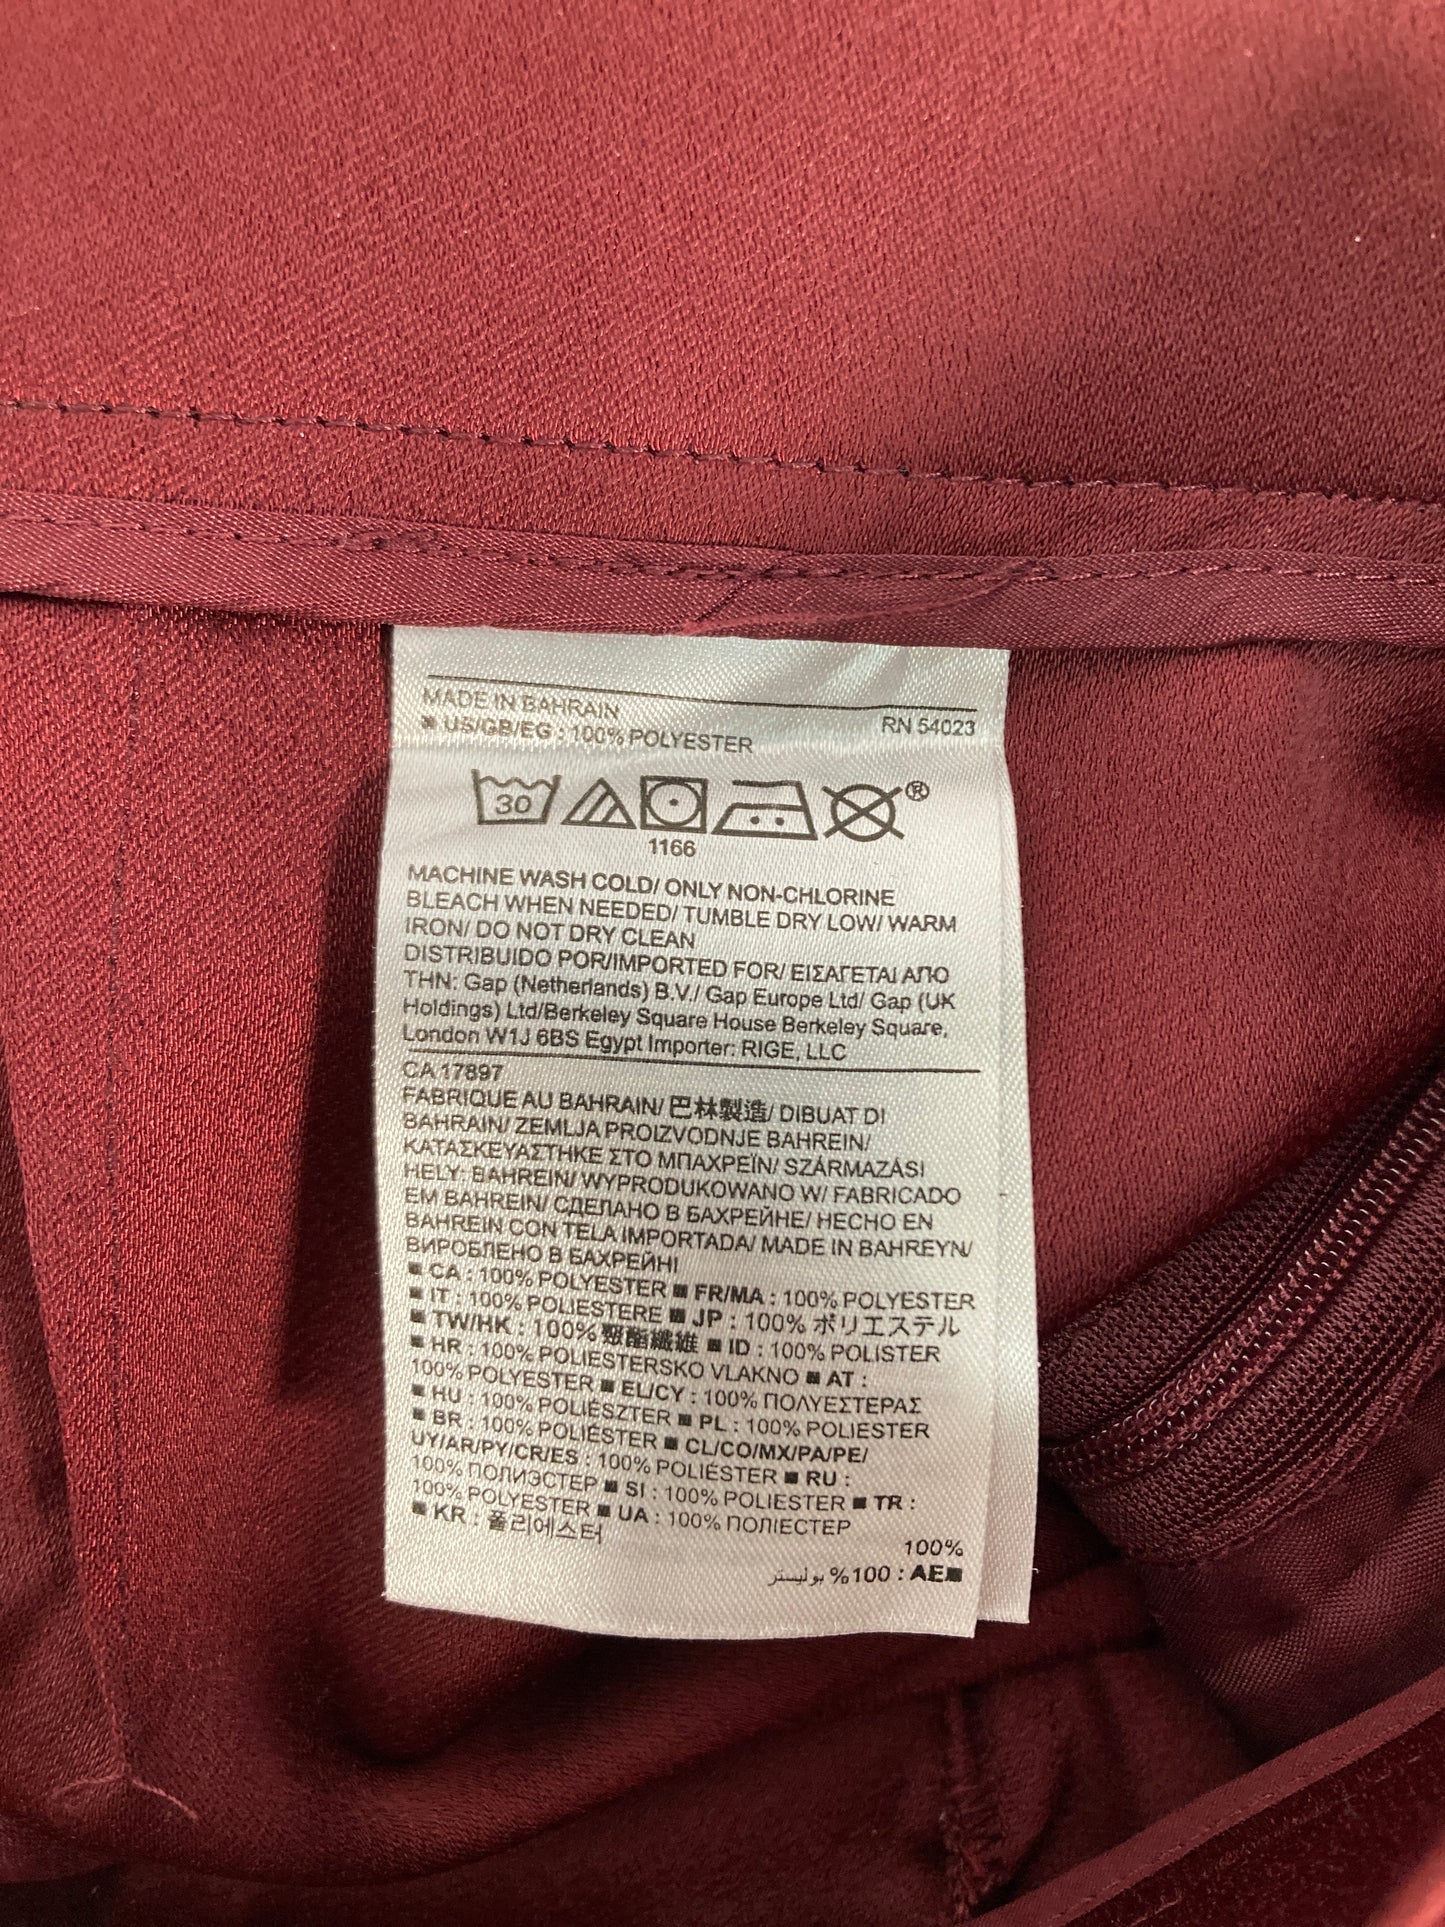 MADE IN BAHRAIN RN 54023
■ US/GB/EG : 100% POLYESTER
30 ®
1166
MACHINE WASH COLD/ ONLY NON-CHLORINE
BLEACH WHEN NEEDED/ TUMBLE DRY LOW/ WARM
IRON/ DO NOT DRY CLEAN
DISTRIBUIDO POR/IMPORTED FOR/ ΕΙΣΑΓΕΤΑΙ ΑΠΟ
ΤΗΝ: Gap (Netherlands) B.V./ Gap Europe Ltd/ Gap (UK
Holdings) Ltd/Berkeley Square House Berkeley Square,
London W1J 6BS Egypt Importer: RIGE, LLC
CA 17897
FABRIQUE AU BAHRAIN/ 巴林製造/ DIBUAT DI
BAHRAIN/ ZEMLJA PROIZVODNJE BAHREIN/
ΚΑΤΑΣΚΕΥΑΣΤΗΚΕ ΣΤΟ ΜΠΑΧΡΕΪΝ/ SZÁRMAZÁSI
HELY: BAHREIN/ WYPRODUKOWANO W/ FABRICADO
EM BAHREIN/ СДЕЛАНО В БАХРЕЙНЕ/ HECHO EN
BAHREIN CON TELA IMPORTADA/ MADE IN BAHREYN/
ВИРОБЛЕНО В БАХРЕЙНІ
■ CA : 100% POLYESTER ■ FR/MA : 100% POLYESTER
■ IT : 100% POLIESTERE ■ JP : 100% ポリエステル
■ TW/HK : 100% 聚酯纖維 ■ ID : 100% POLISTER
■ HR : 100% POLIESTERSKO VLAKNO ■ AT :
100% POLYESTER ■ EL/CY : 100% ΠΟΛΥΕΣΤΕΡΑΣ
■ HU : 100% POLIÉSZTER ■ PL : 100% POLIESTER
■ BR : 100% POLIÉSTER ■ CL/CO/MX/PA/PE/
UY/AR/PY/CR/ES : 100% POLIÉSTER ■ RU :
100% ПОЛИЭСТЕР ■ SI : 100% POLIESTER ■ TR :
100% POLYESTER ■ UA : 100% ПОЛІЕСТЕР
■ KR : 폴리에스터
100%
■AE : 100% بوليستر